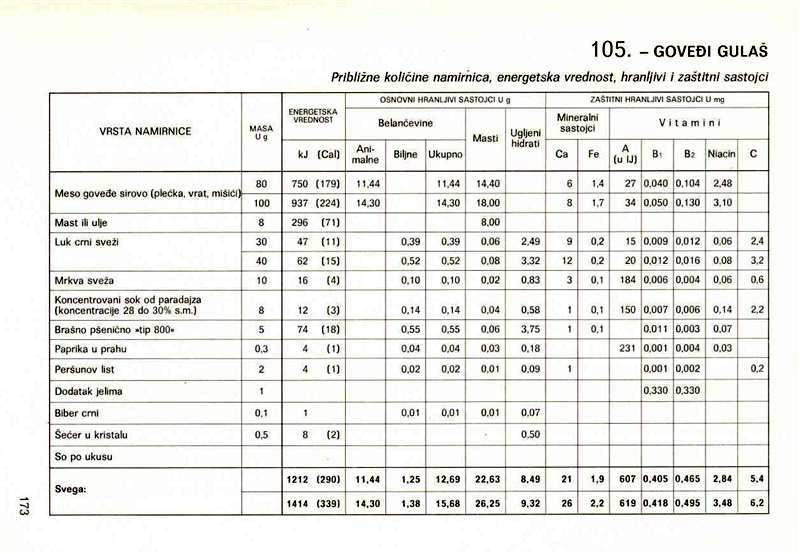 105. – GOVEĐI GULAŠ
Približne količine namirnica, energetska vrednost, hranljivi i zaštitni sastojci
VRSTA NAMIRNICE MASA U g ENERGETSKA VREDNOST OSNOVNI HRANLJIVI SASTOJCI U g ZAŠTITNI HRANLJIVI SASTOJCI U mg
Belančevine Masti Ugljeni hidrati Mineralni sastojci Vitamini
kJ (Cal) Ani-malne Biljne Ukupno Ca Fe A (u IJ) B1 B2 Niacin C
Meso goveđe sirovo (plećka, vrat, mišići)
80 750 (179) 11,44 11,44 14,40 6 1,4 27 0,040 0,104 2,48
100 937 (224) 14,30 14,30 18,00 8 1,7 34 0,050 0,130 3,10
Mast ili ulje 8 296 (71) 8,00
Luk crni sveži 30 47 (11) 0,39 0,39 0,06 2,49 9 0,2 15 0,009 0,012 0,06 2,4
40 62 (15) 0,52 0,52 0,08 3,32 12 0,2 20 0,012 0,016 0,08 3,2
Mrkva sveža 10 16 (4) 0,10 0,10 0,02 0,83 3 0,1 184 0,006 0,004 0,06 0,6
Koncentrovani sok od paradajza
(koncentracije 28 do 30% s.m.) 8 12 (3) 0,14 0,14 0,04 0,58 1 0,1 150 0,007 0,006 0,14 2,2
Brašno pšenično »tip 800« 5 74 (18) 0,55 0,55 0,06 3,75 1 0,1 0,011 0,003 0,07
Paprika u prahu 0,3 4 (1) 0,04 0,04 0,03 0,18 231 0,001 0,004 0,03
Peršunov list 2 4 (1) 0,02 0,02 0,01 0,09 1 0,001 0,002 0,2
Dodatak jelima 1 0,330 0,330
Biber crni 0,1 1 0,01 0,01 0,01 0,07
Šećer u kristalu 0,5 8 (2) 0,50
So po ukusu
Svega:
1212 (290) 11,44 1,25 12,69 22,63 8,49 21 1,9 607 0,405 0,465 2,84 5,4
1414 (339) 14,30 1,38 15,68 26,25 9,32 26 2,2 619 0,418 0,495 3,48 6,2
173